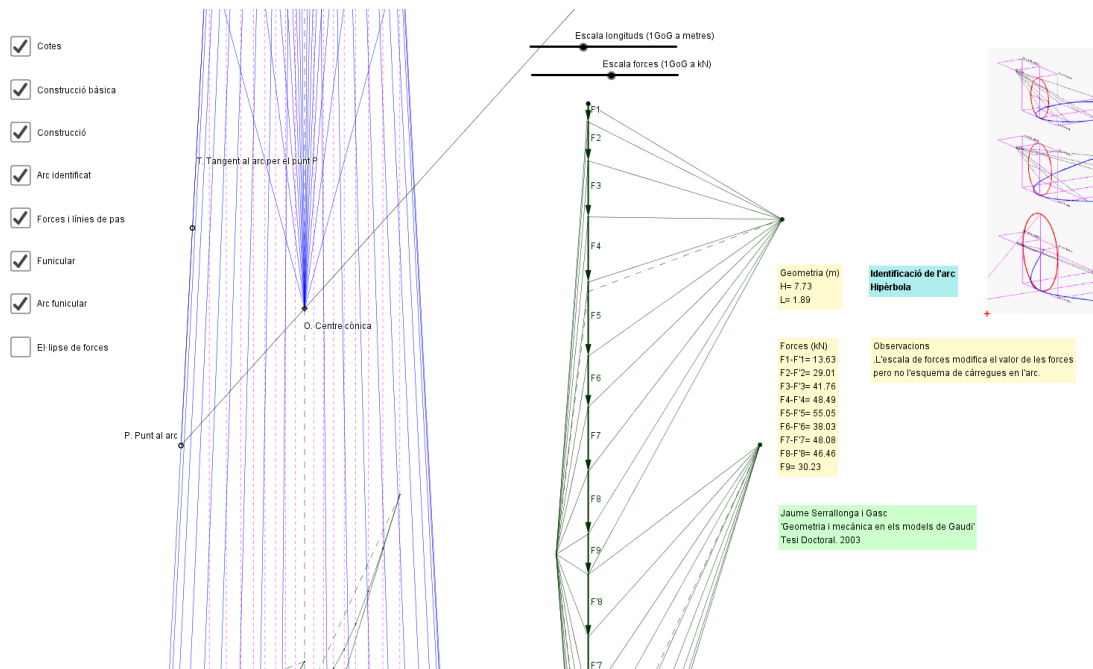 Cotes
Construcció básica
Construcció
Arc identificat
Forces i línies de pas
Funicular
Arc funicular
El·lipse de forces
T. Tangent al arc per el punt P
O. Centre cònica
P. Punt al arc
Escala longituds (1GoG a metres)
Escala forces (1GoG a kN)
F1
F2
F3
F4
F5
F6
F7
F8
F9
F'8
F'7
Geometria (m)
H= 7.73
L= 1.89
Identificació de l'arc
Hipèrbola
Forces (kN)
F1-F'1= 13.63
F2-F'2= 29.01
F3-F'3= 41.76
F4-F'4= 48.49
F5-F'5= 55.05
F6-F'6= 38.03
F7-F'7= 48.08
F8-F'8= 46.46
F9= 30.23
Observacions
.L'escala de forces modifica el valor de les forces
pero no l'esquema de càrregues en l'arc.
Jaume Serrallonga i Gasc
'Geometria i mecànica en els models de Gaudí'
Tesi Doctoral. 2003